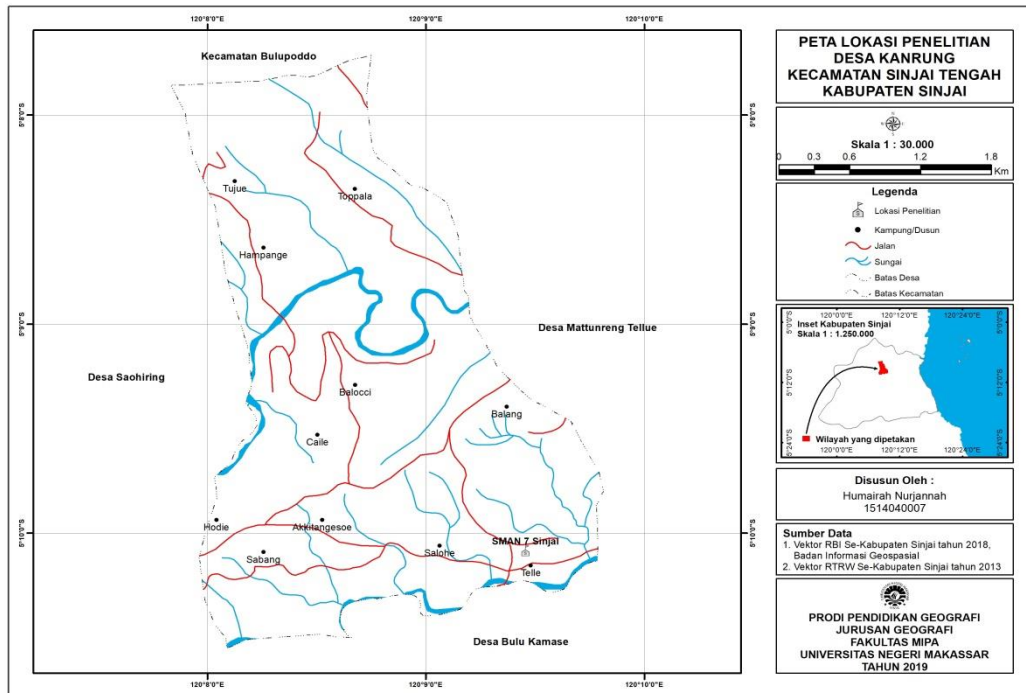 120°8'0"E
120°9'0"E
120°10'0"E
Kecamatan Bulupoddo
5°8'0"S
5°8'0"S
Tujue
Toppala
Hampange
5°9'0"S
5°9'0"S
Desa Mattunreng Tellue
Desa Saohiring
Belocci
Balang
Caile
Hodie
Akkitangesoe
5°10'0"S
5°10'0"S
SMAN 7 Sinjai
Sabang
Salohe
Telle
Desa Bulu Kamase
120°8'0"E
120°9'0"E
120°10'0"E
PETA LOKASI PENELITIAN
DESA KANRUNG
KECAMATAN SINJAI TENGAH
KABUPATEN SINJAI
Skala 1 : 30.000
0 0.3 0.6 1.2 1.8
Km
Legenda
Lokasi Penelitian
Kampung/Dusun
Jalan
Sungai
Batas Desa
Batas Kecamatan
Inset Kabupaten Sinjai
Skala 1 : 1.250.000
120°0'0"E
120°12'0"E
120°24'0"E
5°0'0"S
5°0'0"S
5°12'0"S
5°12'0"S
5°24'0"S
5°24'0"S
Wilayah yang dipetakan
120°0'0"E
120°12'0"E
120°24'0"E
Disusun Oleh :
Humairah Nurjannah
1514040007
Sumber Data
1. Vektor RBI Se-Kabupaten Sinjai tahun 2018,
Badan Informasi Geospasial
2. Vektor RTRW Se-Kabupaten Sinjai tahun 2013
PRODI PENDIDIKAN GEOGRAFI
JURUSAN GEOGRAFI
FAKULTAS MIPA
UNIVERSITAS NEGERI MAKASSAR
TAHUN 2019